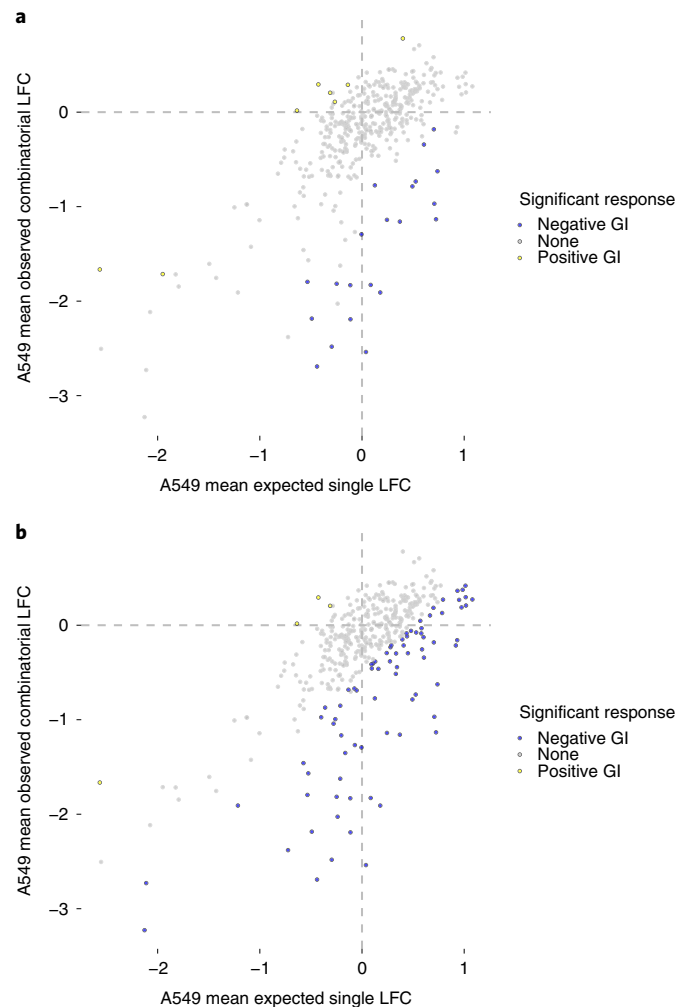 a
A549 mean observed combinatorial LFC
0
−1
−2
−3
−2
−1
0
1
A549 mean expected single LFC
Significant response
Negative GI
None
Positive GI
b
A549 mean observed combinatorial LFC
0
−1
−2
−3
−2
−1
0
1
A549 mean expected single LFC
Significant response
Negative GI
None
Positive GI